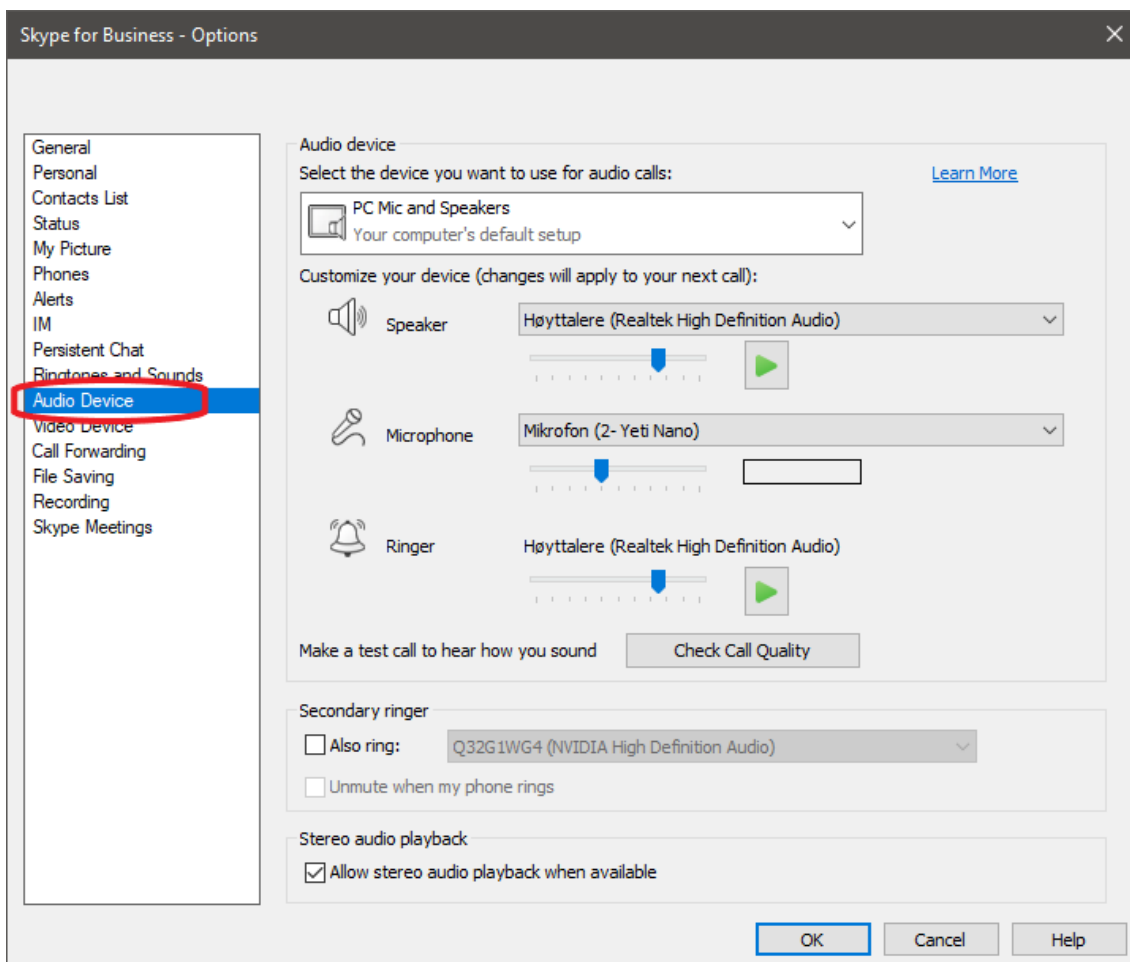 Skype for Business - Options
General
Personal
Contacts List
Status
My Picture
Phones
Alerts
IM
Persistent Chat
Ringtones and Sounds
Audio Device
Video Device
Call Forwarding
File Saving
Recording
Skype Meetings
Audio device
Select the device you want to use for audio calls:
Learn More
PC Mic and Speakers
Your computer's default setup
Customize your device (changes will apply to your next call):
Speaker
Høyttalere (Realtek High Definition Audio)
Microphone
Mikrofon (2- Yeti Nano)
Ringer
Høyttalere (Realtek High Definition Audio)
Make a test call to hear how you sound
Check Call Quality
Secondary ringer
Also ring:
Q32G1WG4 (NVIDIA High Definition Audio)
Unmute when my phone rings
Stereo audio playback
Allow stereo audio playback when available
OK
Cancel
Help